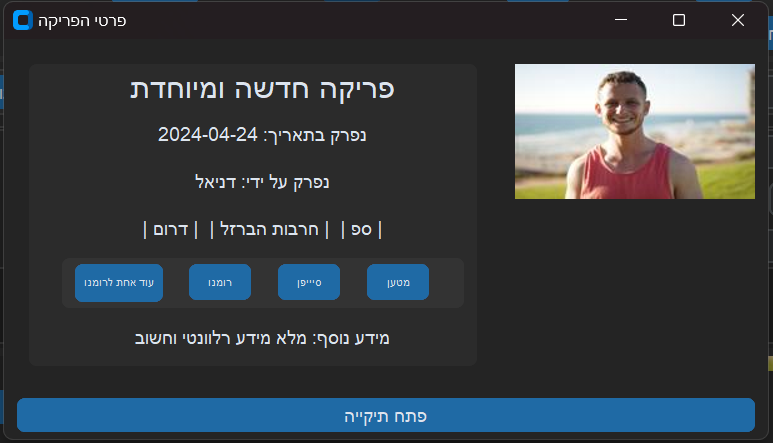 פרטי הפריקה
פריקה חדשה ומיוחדת
נפרק בתאריך: 2024-04-24
נפרק על ידי: דניאל
| ספ | | חרבות הברזל | | דרום |
מטען סייייפן רומנו עוד אחת לרומנו
מידע נוסף: מלא מידע רלוונטי וחשוב
פתח תיקייה